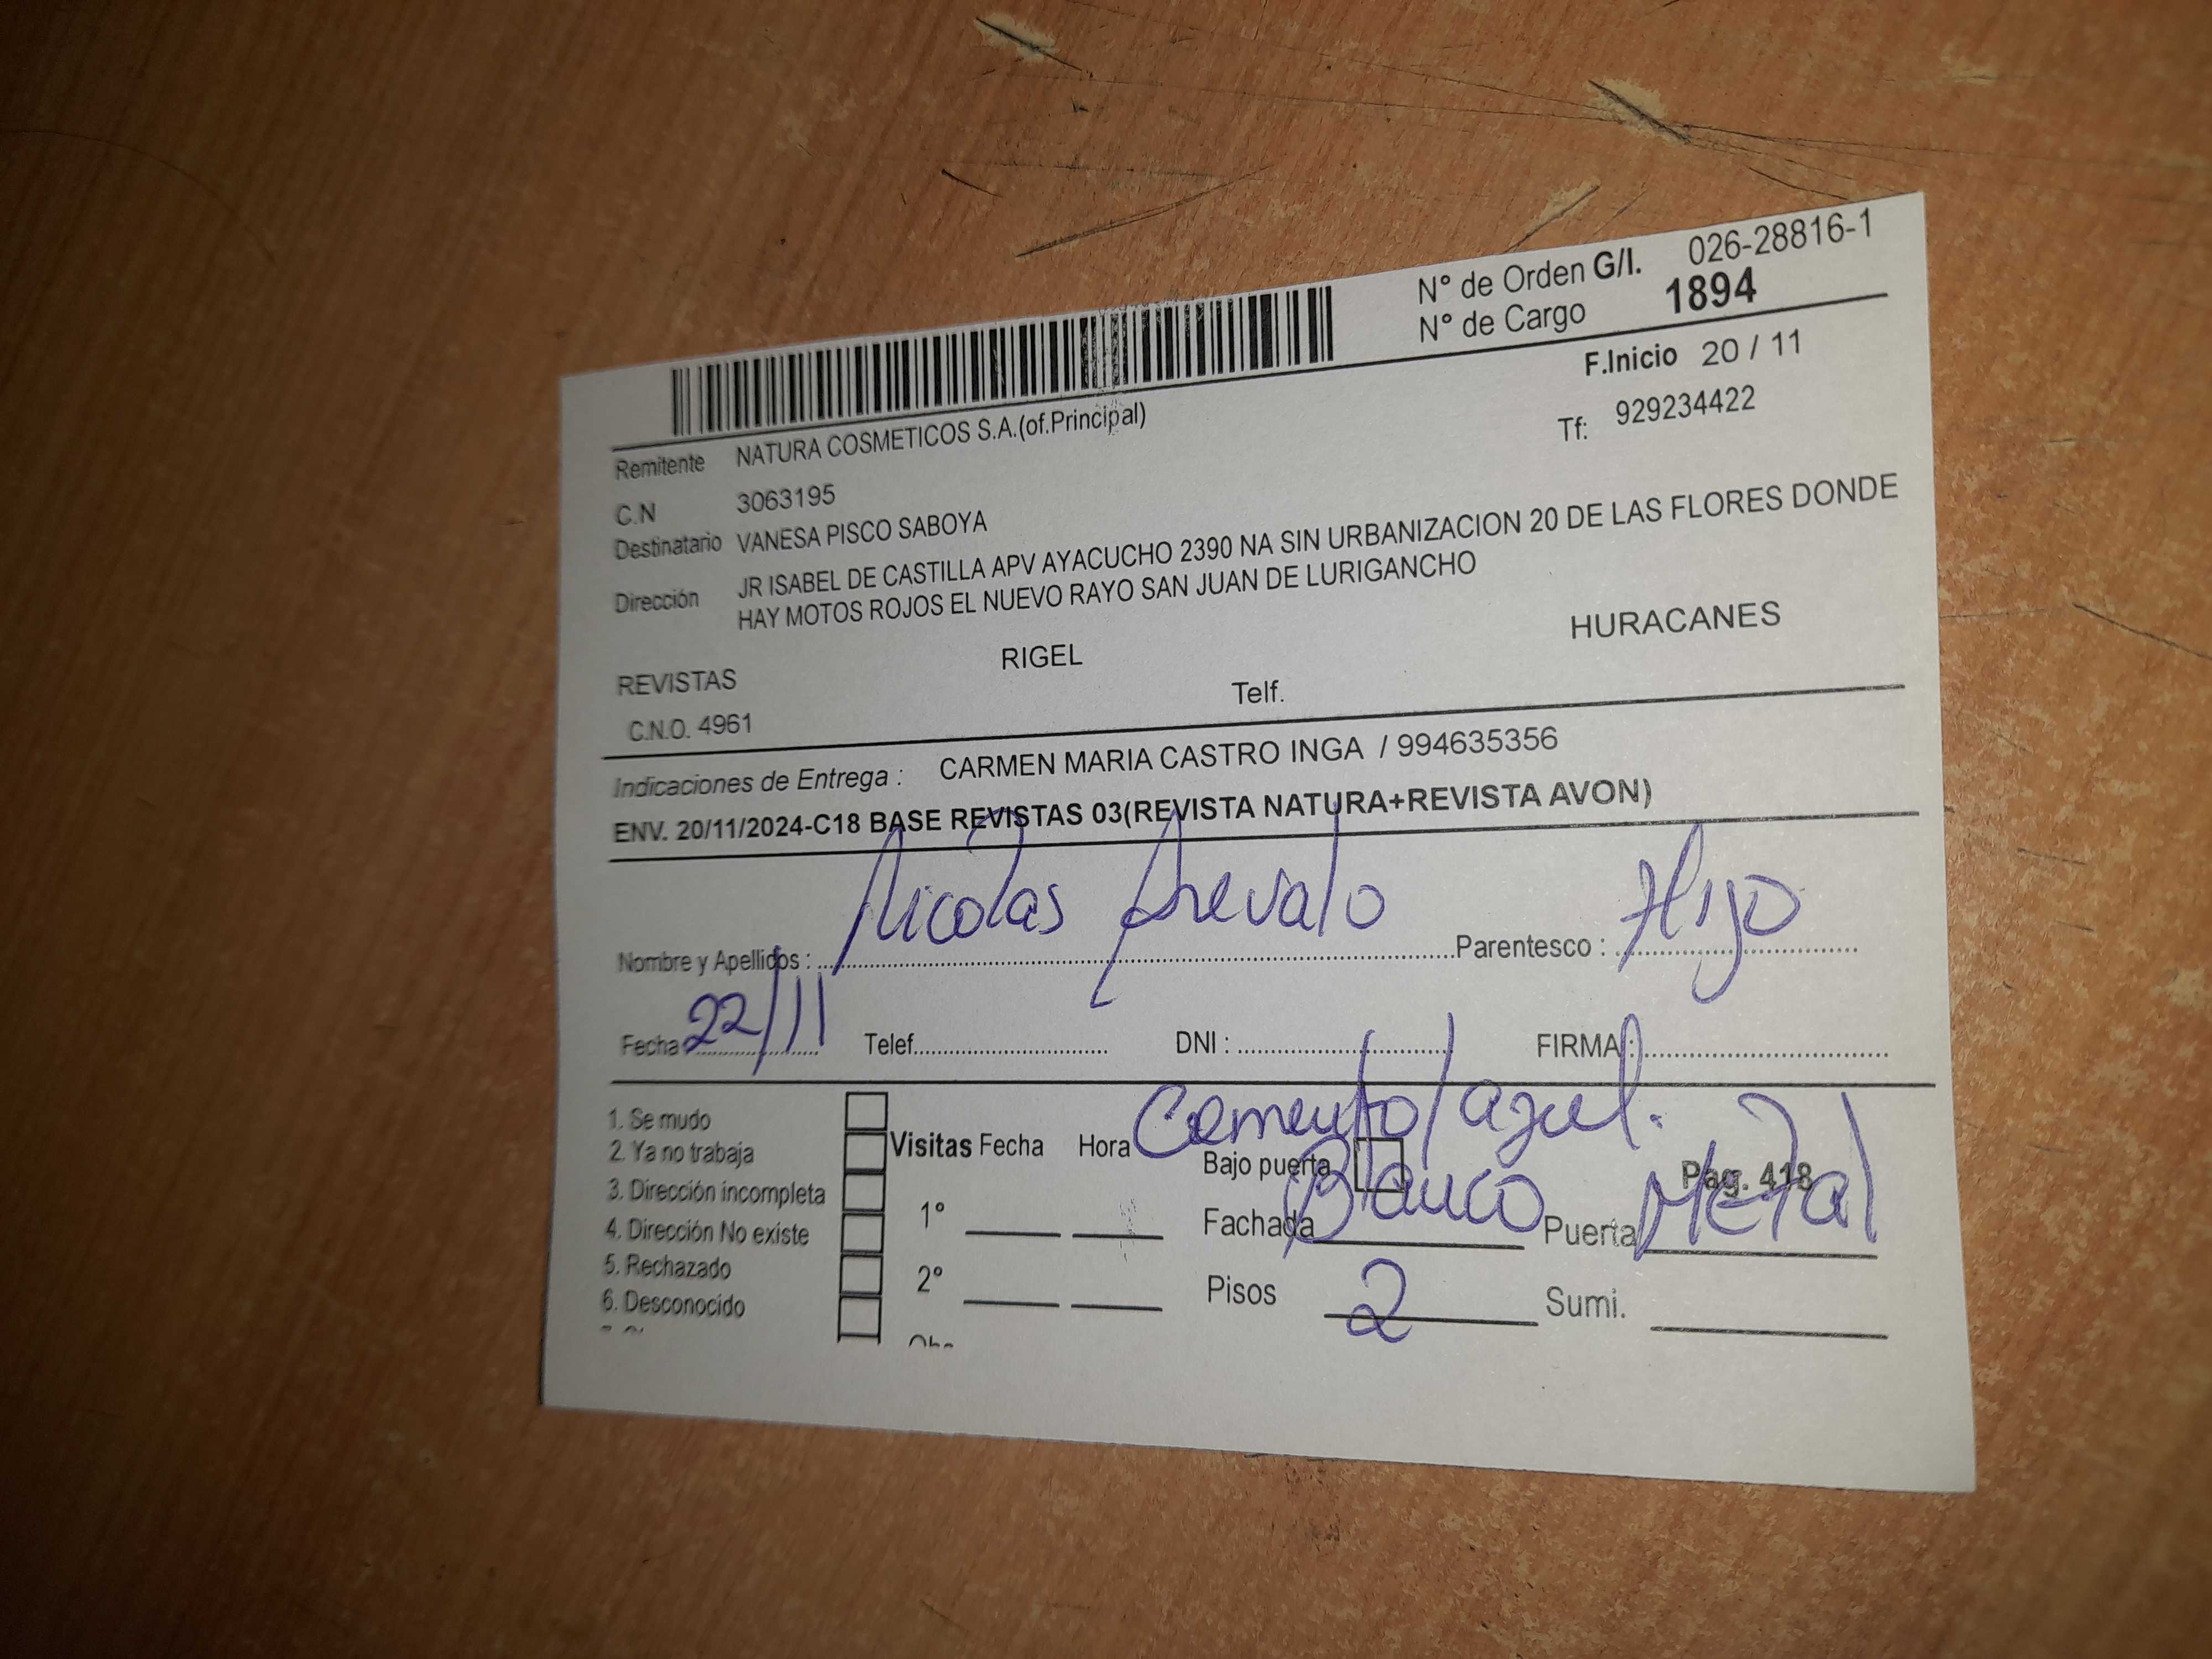 N° de Orden G/I. 026-28816-1
N° de Cargo 1894
F.Inicio 20 / 11
Remitente NATURA COSMETICOS S.A.(of.Principal)
Tf: 929234422
C.N 3063195
Destinatario VANESA PISCO SABOYA
Dirección JR ISABEL DE CASTILLA APV AYACUCHO 2390 NA SIN URBANIZACION 20 DE LAS FLORES DONDE
HAY MOTOS ROJOS EL NUEVO RAYO SAN JUAN DE LURIGANCHO
REVISTAS RIGEL HURACANES
C.N.O. 4961 Telf.
Indicaciones de Entrega : CARMEN MARIA CASTRO INGA / 994635356
ENV. 20/11/2024-C18 BASE REVISTAS 03(REVISTA NATURA+REVISTA AVON)
Nombre y Apellidos : Nicolas Arevalo Parentesco : Hijo
Fecha 22/11 Telef. DNI : FIRMA :
Cemento/azul.
1. Se mudo
2. Ya no trabaja
3. Dirección incompleta
4. Dirección No existe
5. Rechazado
6. Desconocido
Visitas Fecha Hora
1°
2°
Bajo puerta Pag. 418
Fachada Blanco Puerta Metal
Pisos 2 Sumi.